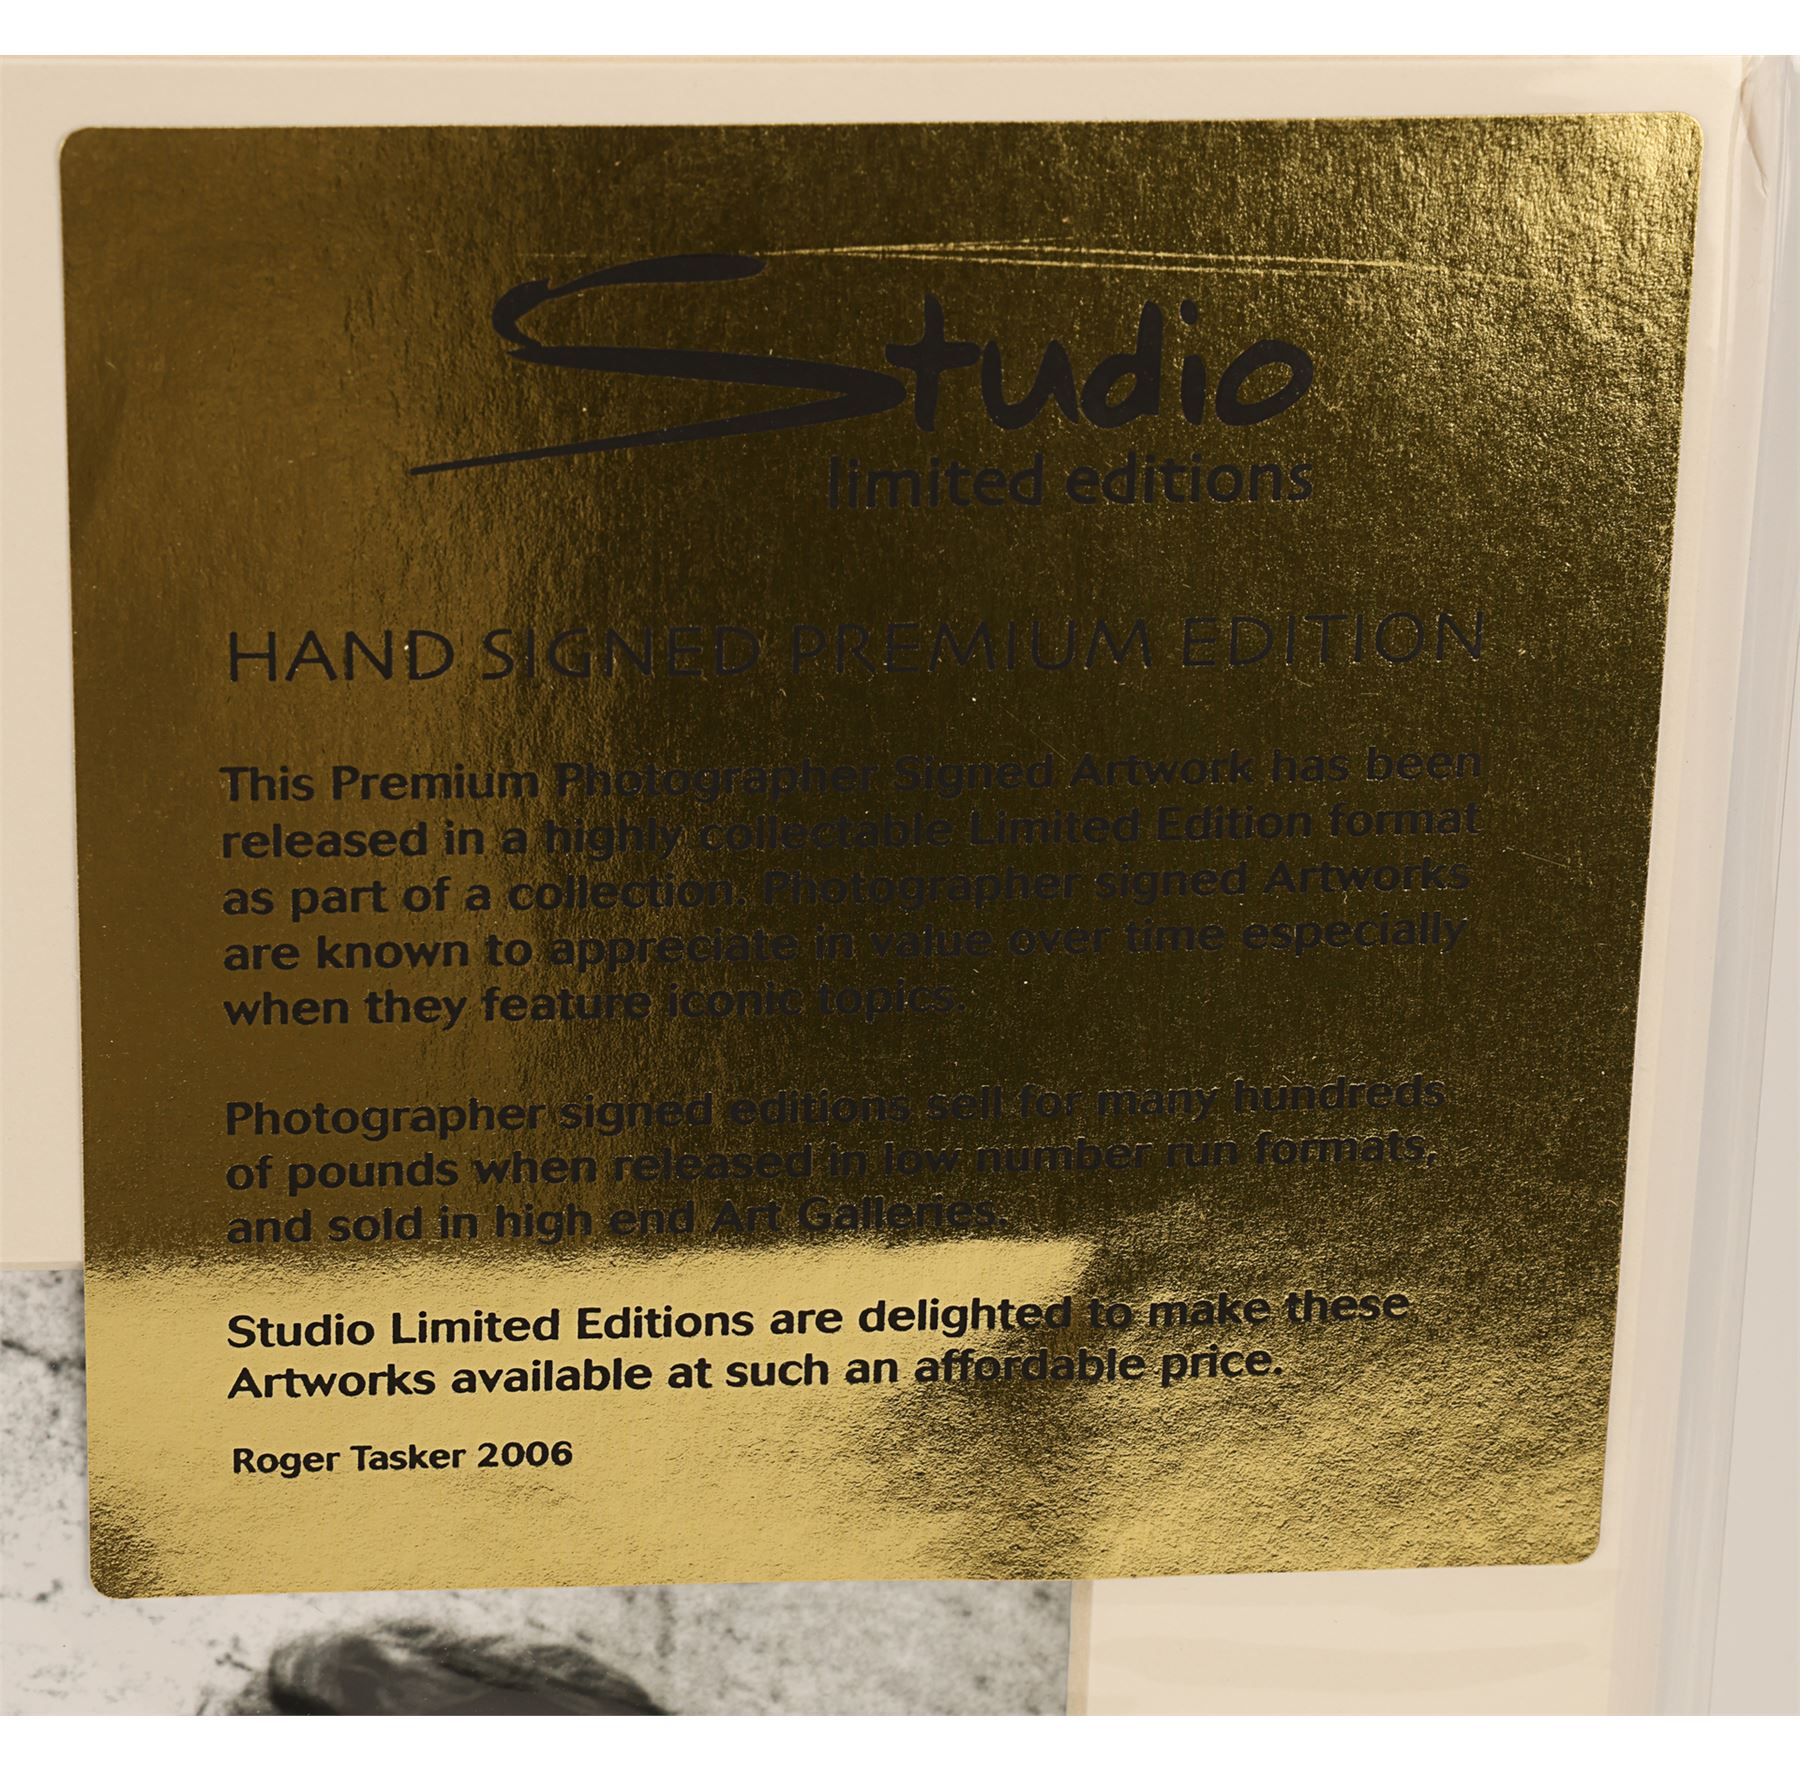 Studio
limited editions
HAND SIGNED PREMIUM EDITION
This Premium Photographer Signed Artwork has been
released in a highly collectable Limited Edition format
as part of a collection. Photographer signed Artworks
are known to appreciate in value over time especially
when they feature iconic topics.
Photographer signed editions sell for many hundreds
of pounds when released in low number run formats,
and sold in high end Art Galleries.
Studio Limited Editions are delighted to make these
Artworks available at such an affordable price.
Roger Tasker 2006